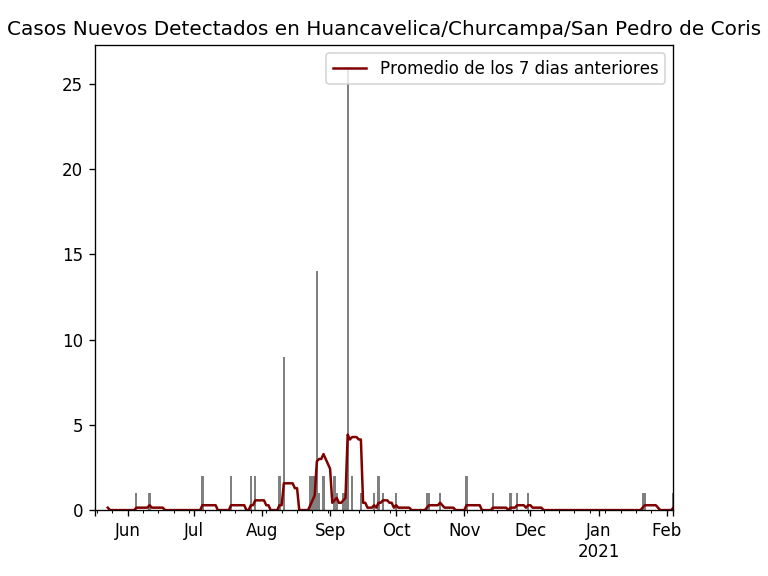 Casos Nuevos Detectados en Huancavelica/Churcampa/San Pedro de Coris
Promedio de los 7 dias anteriores
25
20
15
10
5
0
Jun Jul Aug Sep Oct Nov Dec Jan Feb
2021